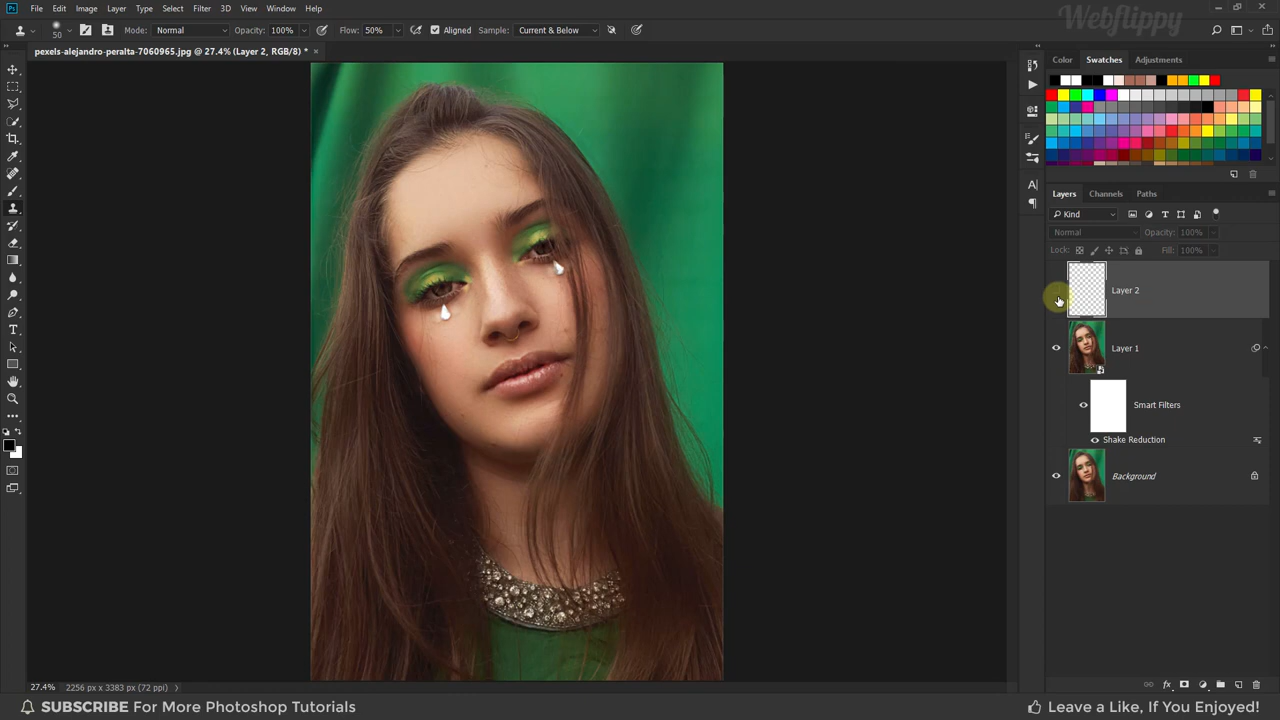 Ps File Edit Image Layer Type Select Filter 3D View Window Help
Webflippy
50 Mode: Normal Opacity: 100% Flow: 50% Aligned Sample: Current & Below
pexels-alejandro-peralta-7060965.jpg @ 27.4% (Layer 2, RGB/8) *
Color Swatches Adjustments
Layers Channels Paths
Kind
Normal Opacity: 100%
Lock: Fill: 100%
Layer 2
Layer 1
Smart Filters
Shake Reduction
Background
27.4% 2256 px x 3383 px (72 ppi)
SUBSCRIBE For More Photoshop Tutorials
Leave a Like, If You Enjoyed!